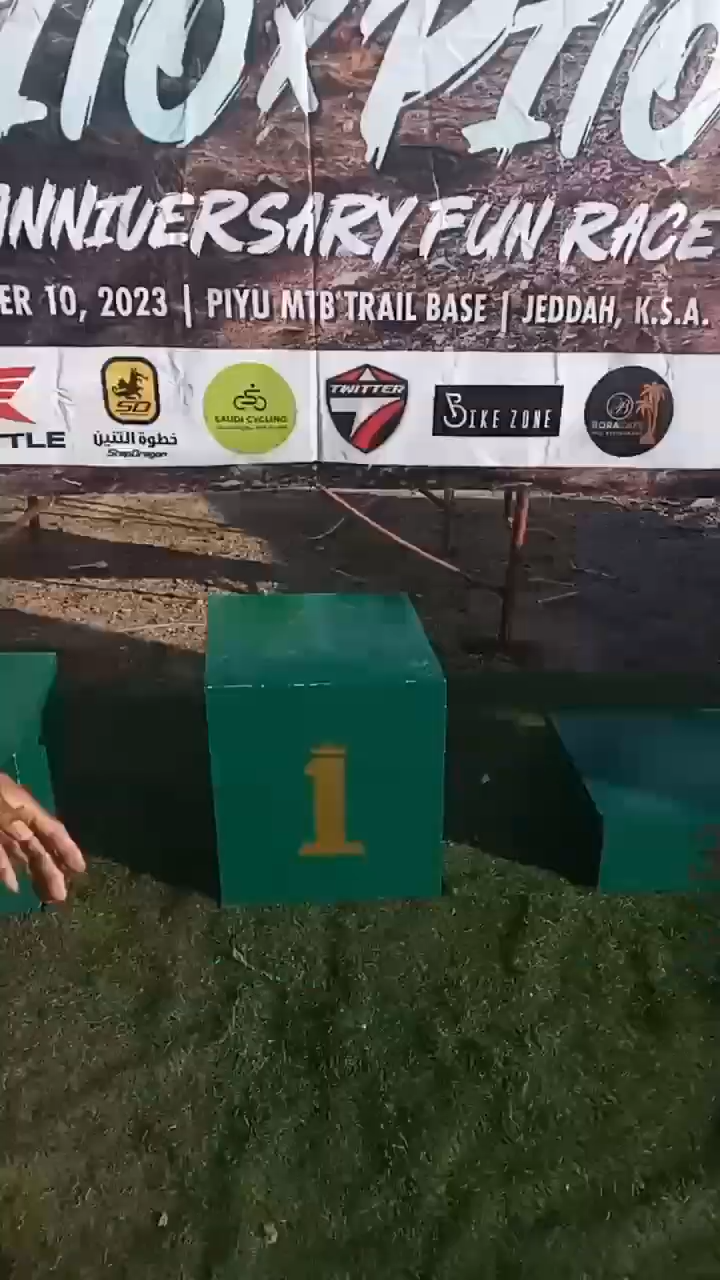 ANNIVERSARY FUN RACE
ER 10, 2023 | PIYU MTB TRAIL BASE | JEDDAH, K.S.A.
TLE
SD
خطوة التنين
StepDragon
SAUDI CYCLING
TWITTER
BIKE ZONE
1